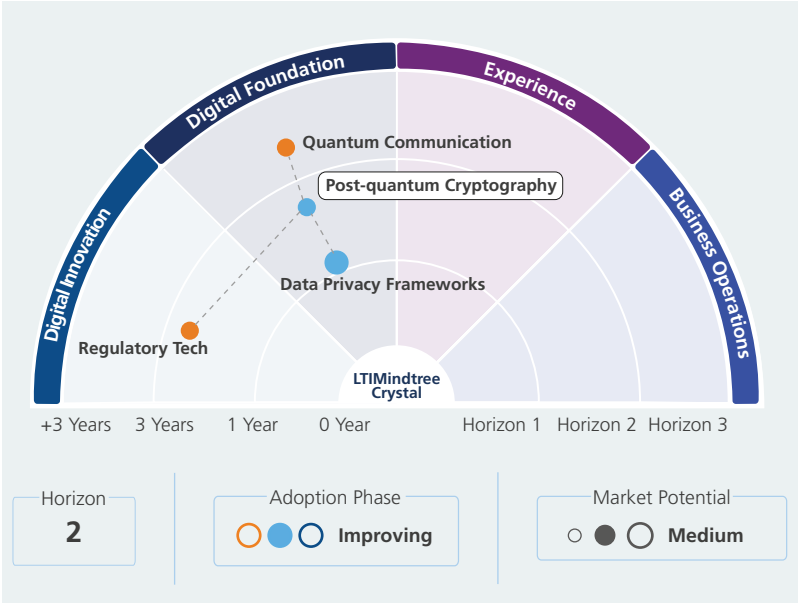 Digital Foundation
Experience
Digital Innovation
Business Operations
Quantum Communication
Post-quantum Cryptography
Data Privacy Frameworks
Regulatory Tech
LTIMindtree
Crystal
+3 Years 3 Years 1 Year 0 Year Horizon 1 Horizon 2 Horizon 3
Horizon
2
Adoption Phase
Improving
Market Potential
Medium